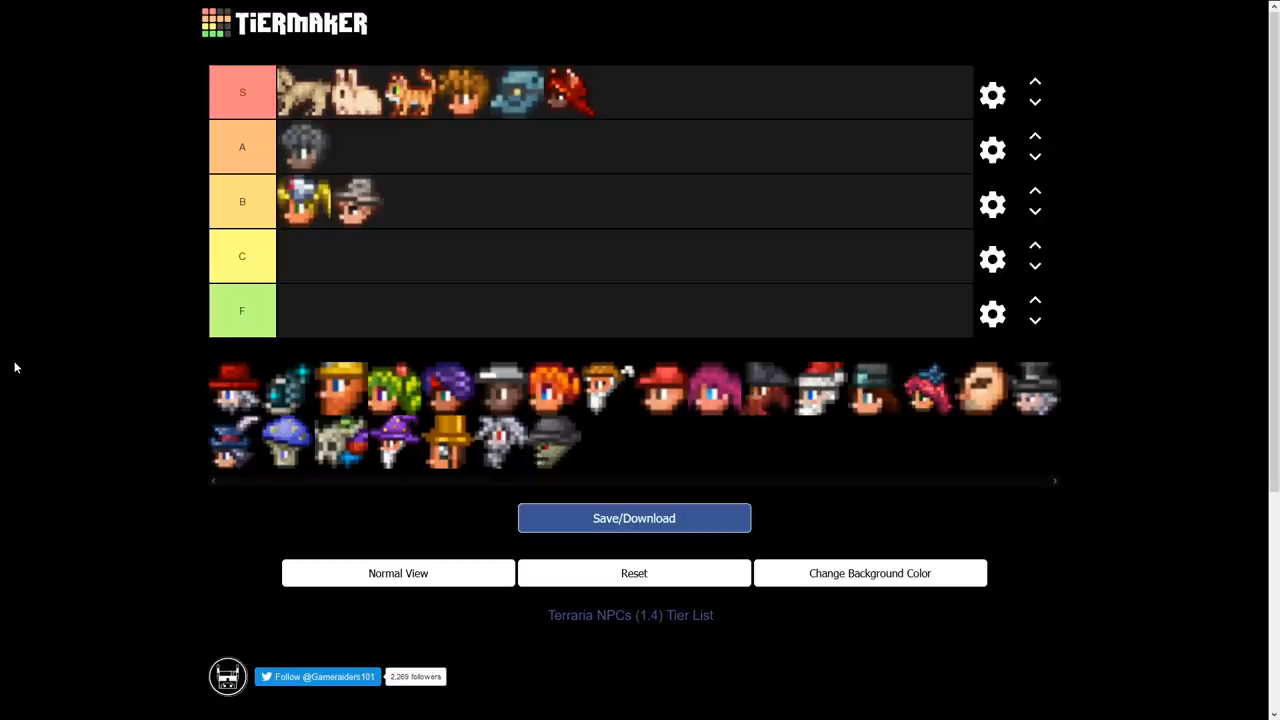 TiERMAKER
S
A
B
C
F
Save/Download
Normal View Reset Change Background Color
Terraria NPCs (1.4) Tier List
Follow @Gameraiders101 2,269 followers